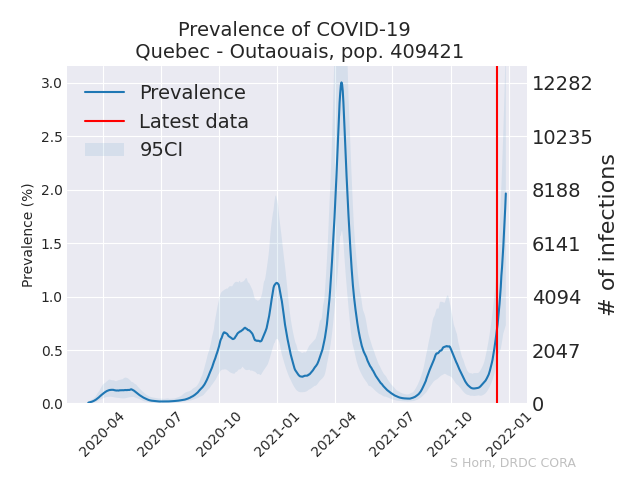 Prevalence of COVID-19
Quebec - Outaouais, pop. 409421
Prevalence
Latest data
95CI
Prevalence (%)
3.0
2.5
2.0
1.5
1.0
0.5
0.0
12282
10235
8188
6141
4094
2047
0
# of infections
2020-04
2020-07
2020-10
2021-01
2021-04
2021-07
2021-10
2022-01
S Horn, DRDC CORA